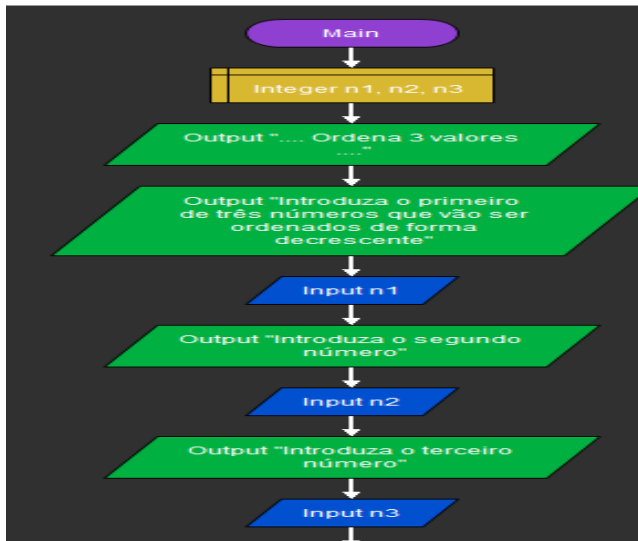 Main
Integer n1, n2, n3
Output ".... Ordena 3 valores
...."
Output "Introduza o primeiro
de três números que vão ser
ordenados de forma
decrescente"
Input n1
Output "Introduza o segundo
número"
Input n2
Output "Introduza o terceiro
número"
Input n3